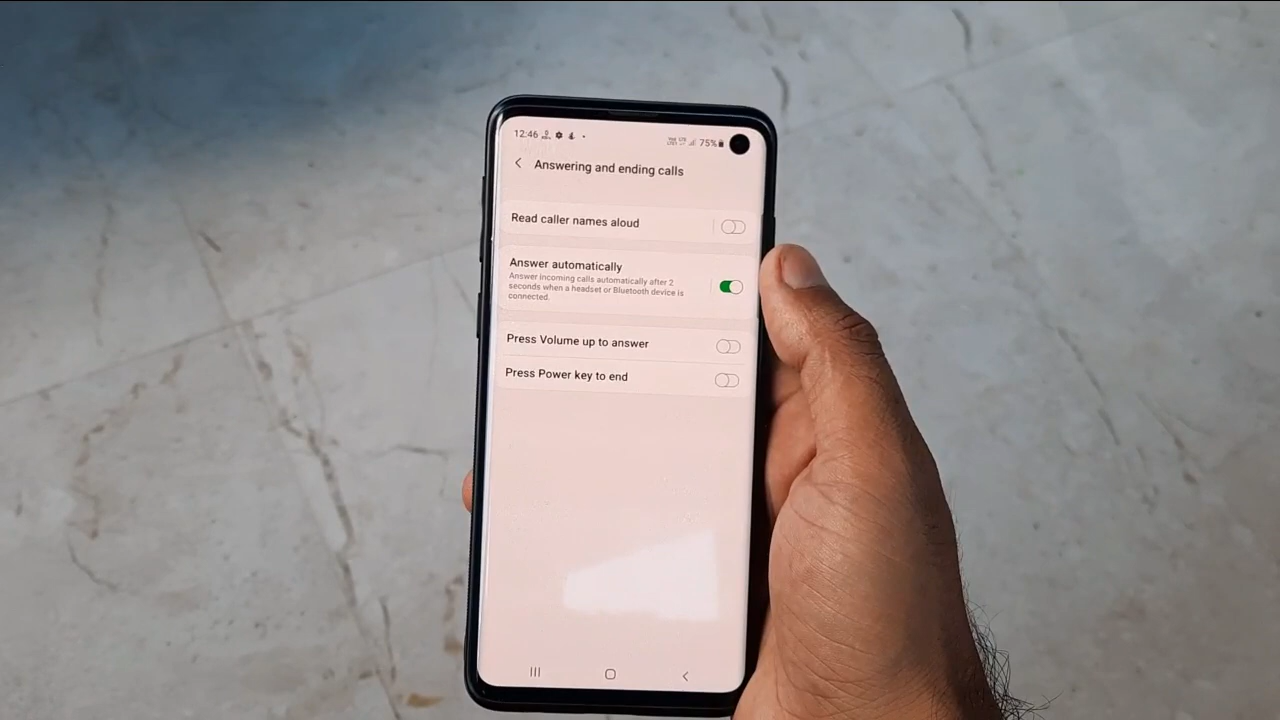 12:46
75%
Answering and ending calls
Read caller names aloud
Answer automatically
Answer incoming calls automatically after 2
seconds when a headset or Bluetooth device is
connected.
Press Volume up to answer
Press Power key to end